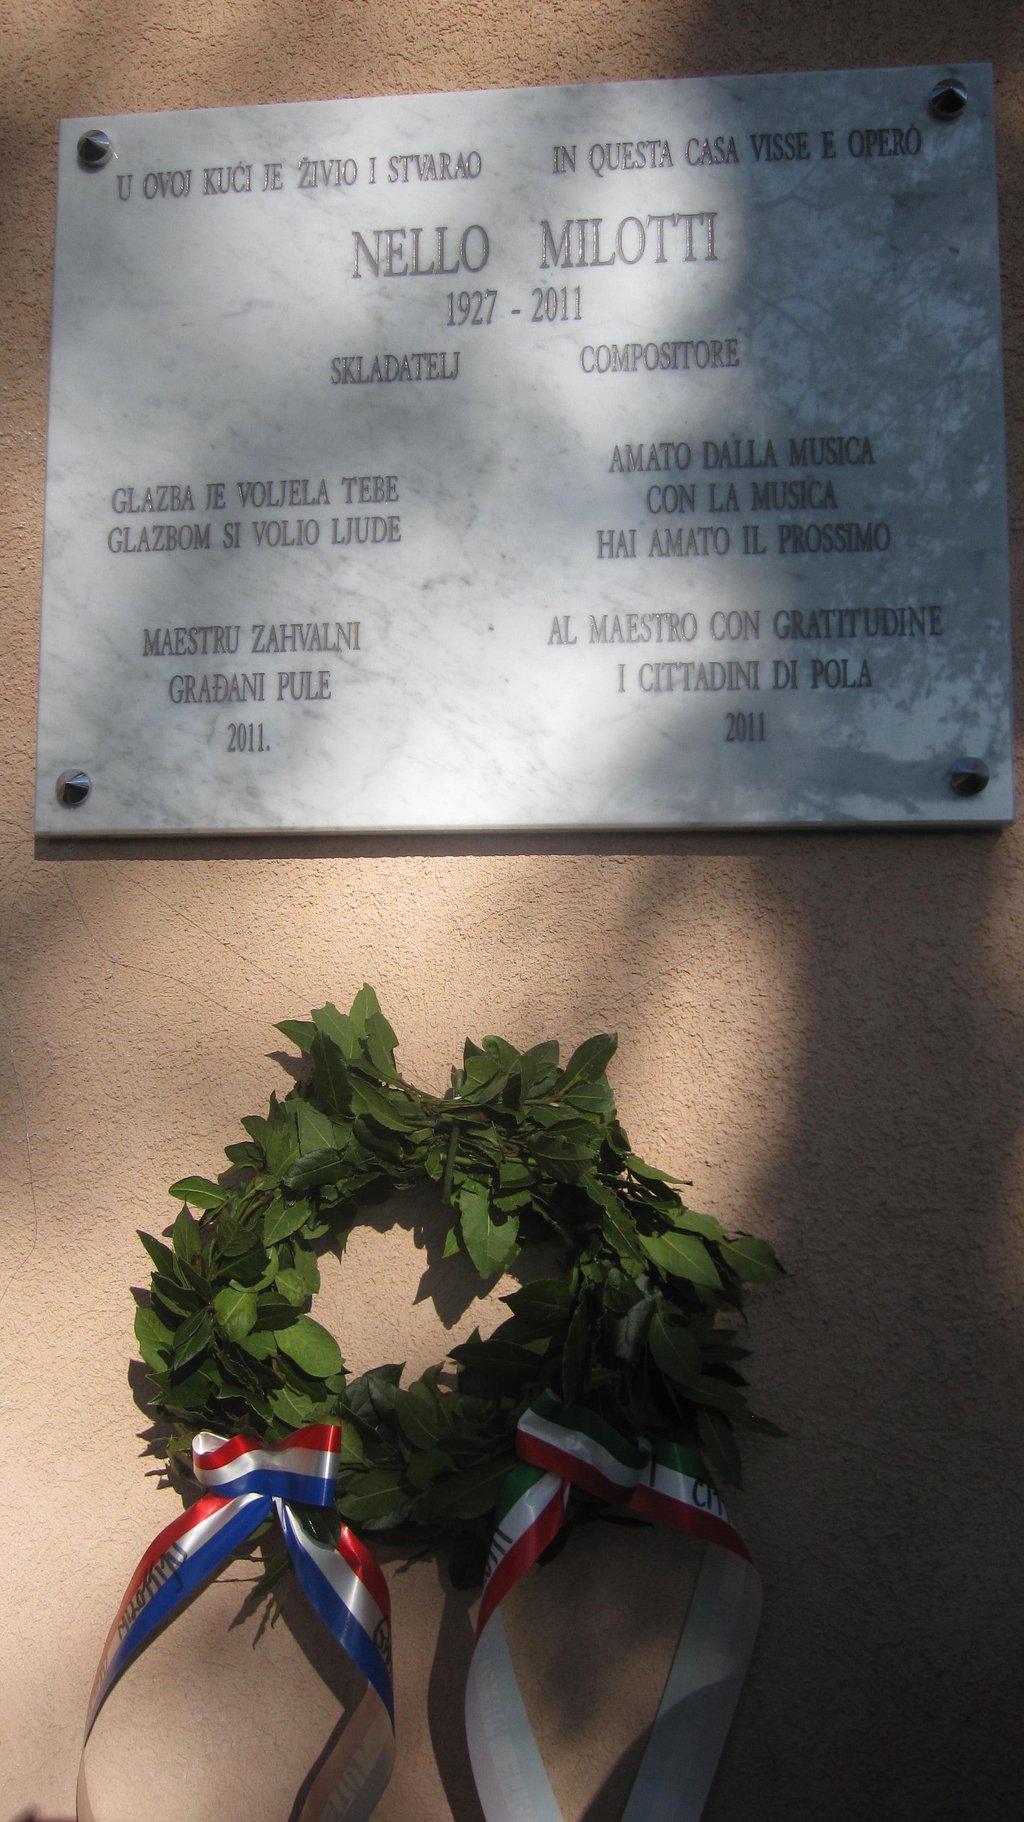 U OVOJ KUĆI JE ŽIVIO I STVARAO
IN QUESTA CASA VISSE E OPERÒ
NELLO MILOTTI
1927 - 2011
SKLADATELJ
COMPOSITORE
GLAZBA JE VOLJELA TEBE
GLAZBOM SI VOLIO LJUDE
AMATO DALLA MUSICA
CON LA MUSICA
HAI AMATO IL PROSSIMO
MAESTRU ZAHVALNI
GRAĐANI PULE
2011.
AL MAESTRO CON GRATITUDINE
I CITTADINI DI POLA
2011